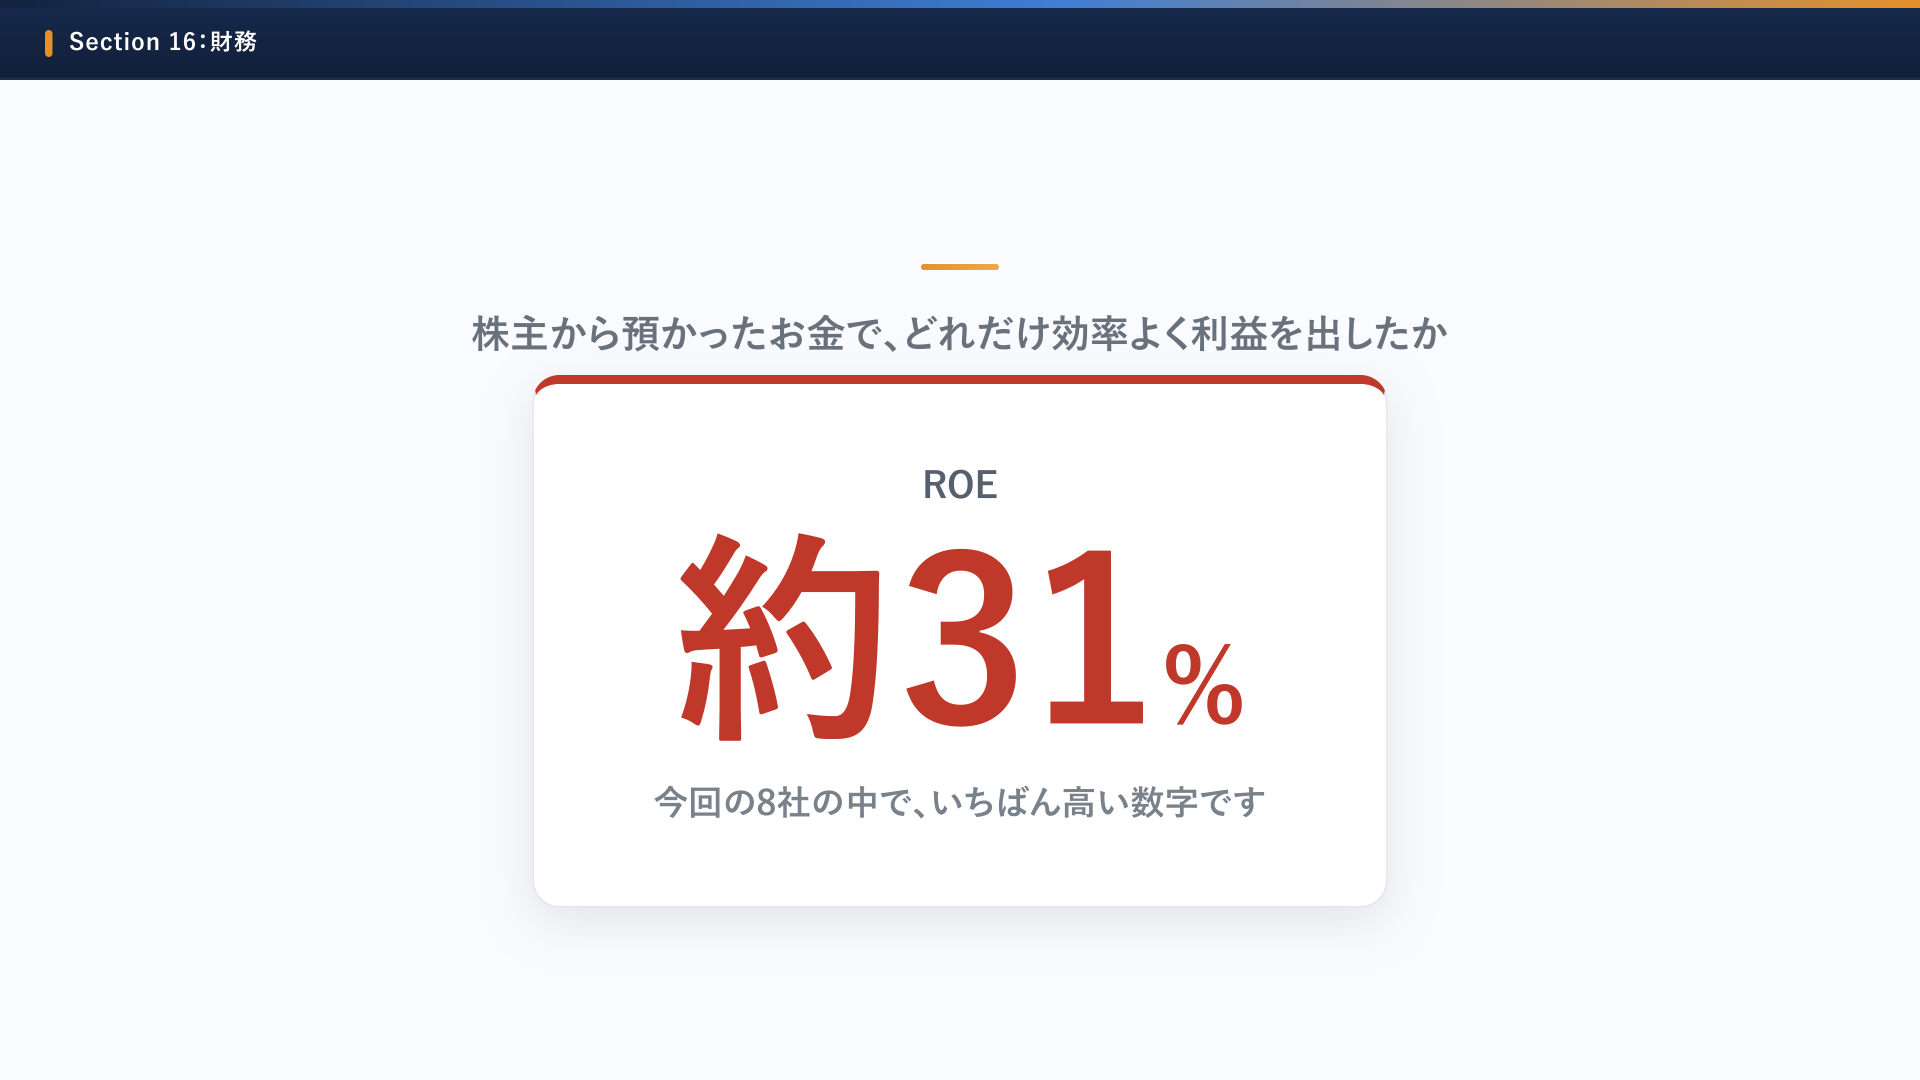 Section 16：財務
株主から預かったお金で、どれだけ効率よく利益を出したか
ROE
約31%
今回の8社の中で、いちばん高い数字です